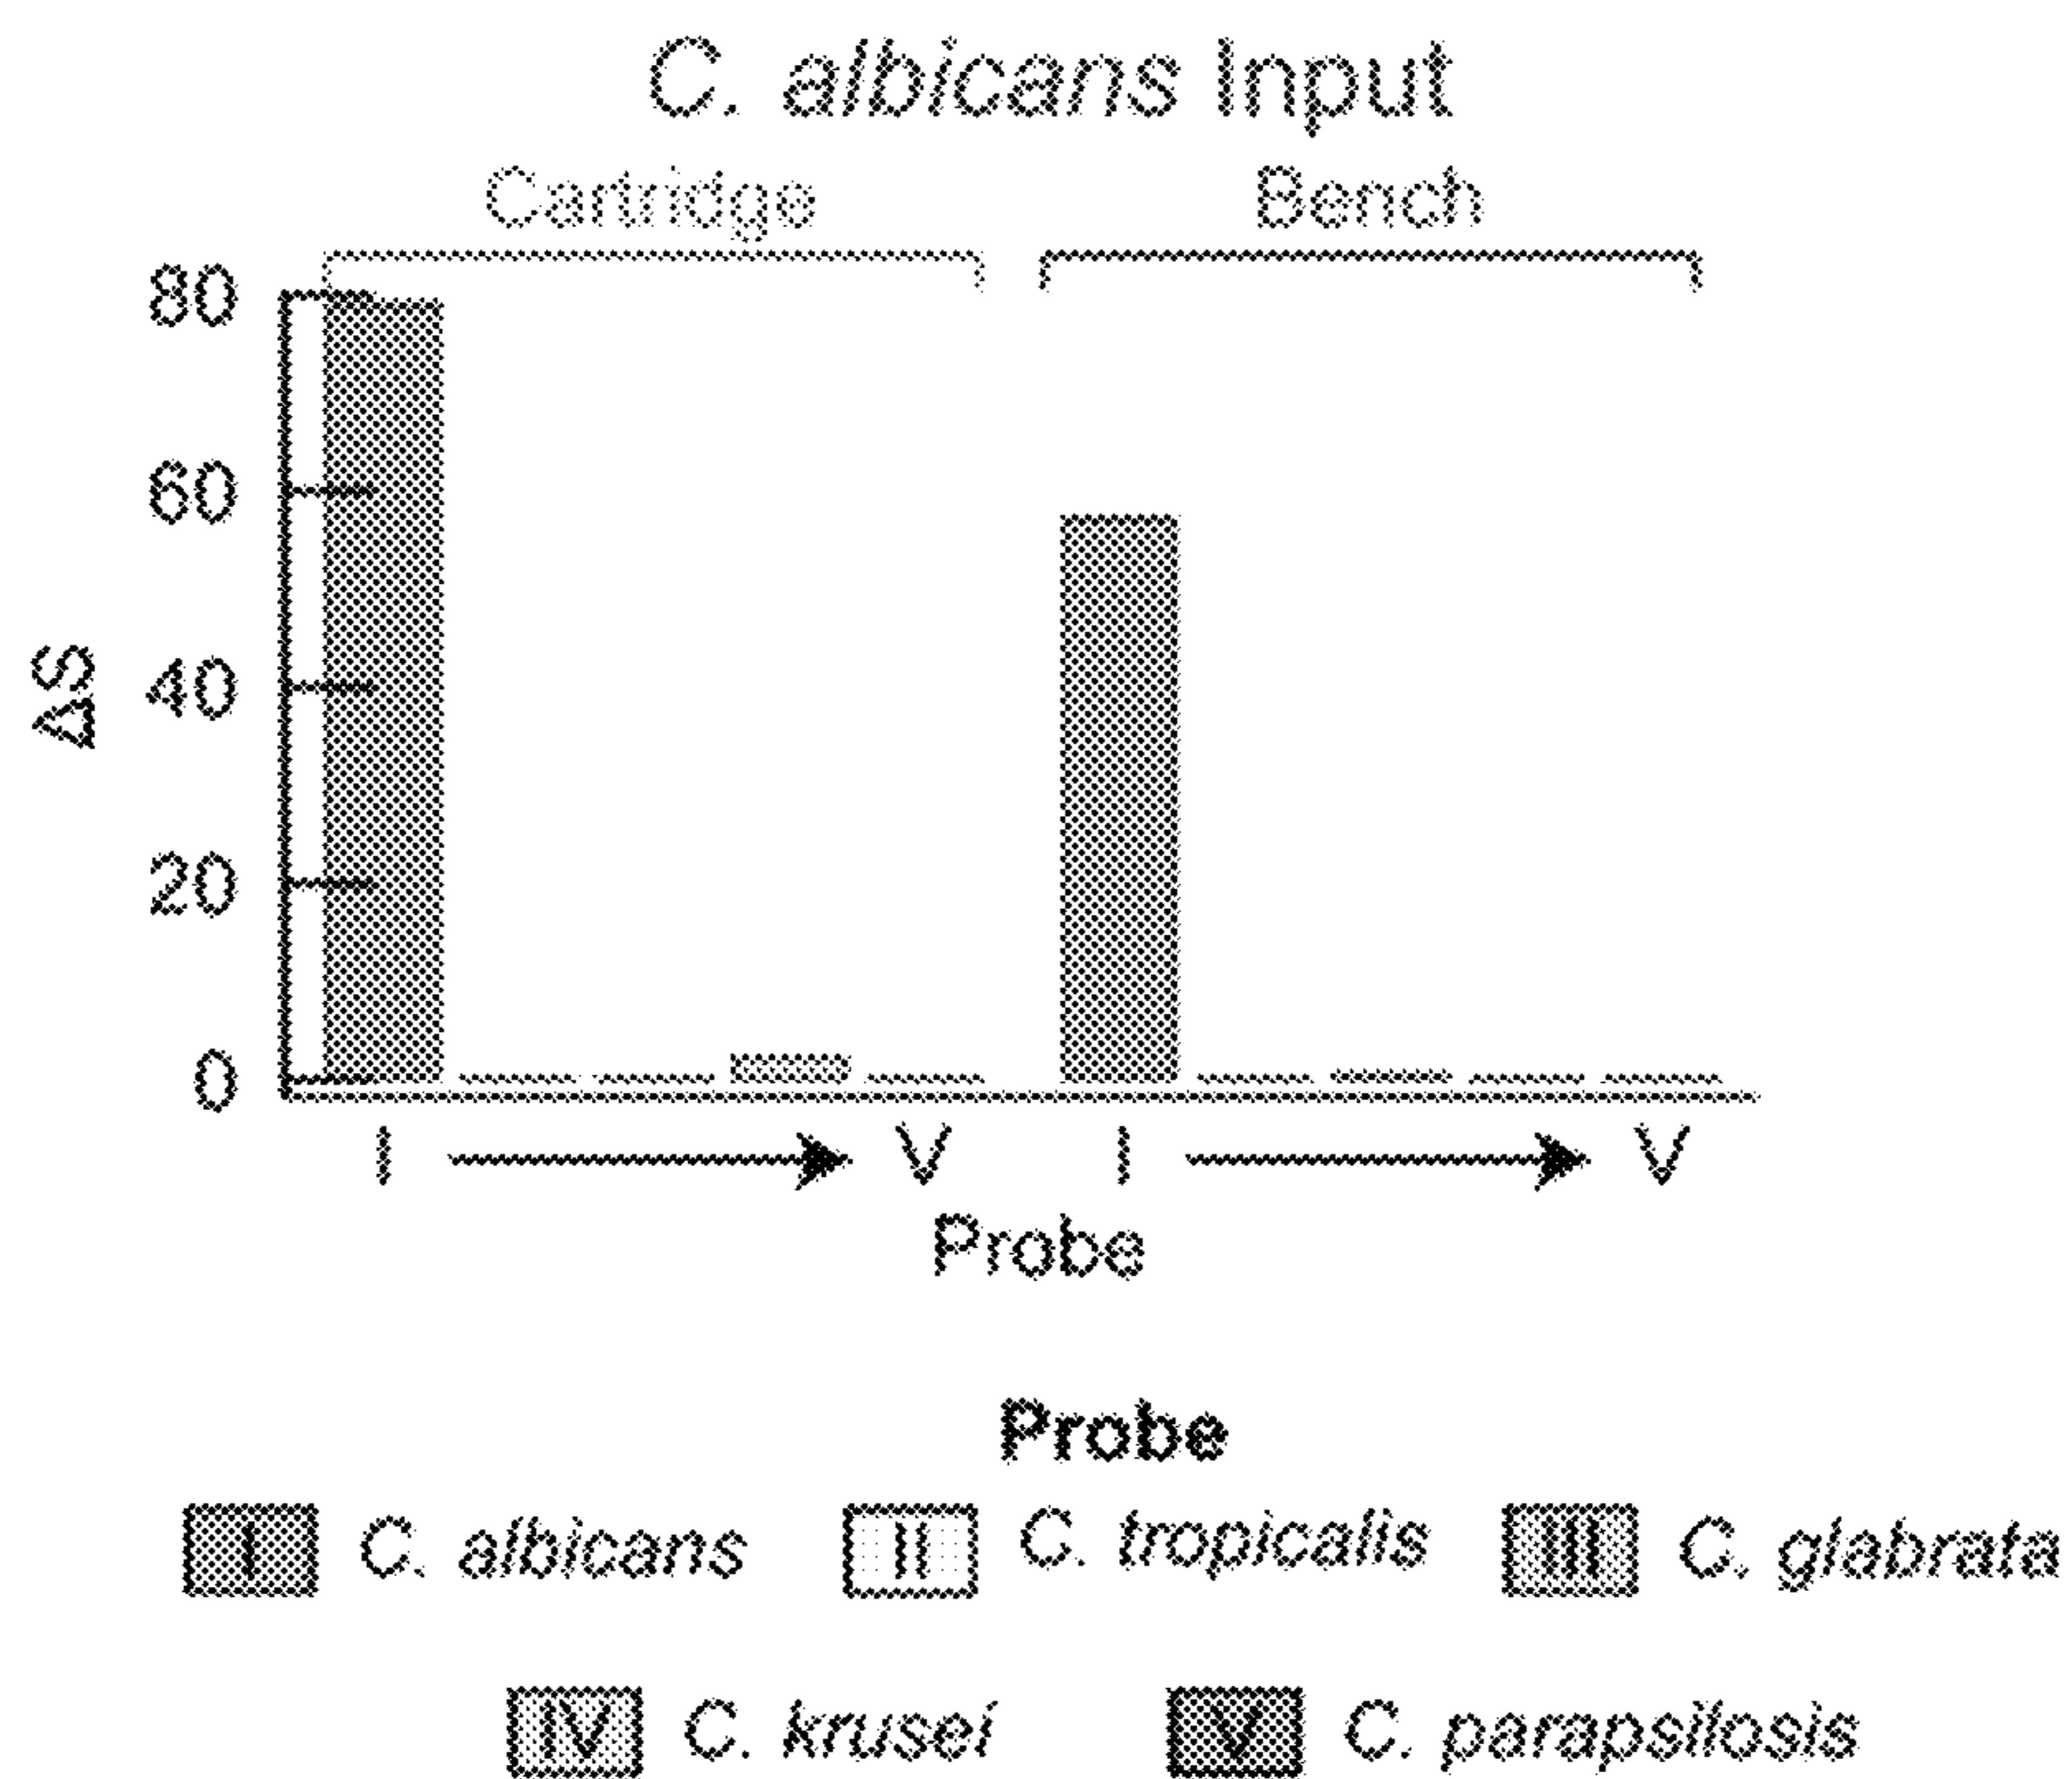 C. albicans Input
Cartridge Bench
80
60
40
20
0
ΔS
I V I V
Probe
Probe
I C. albicans II C. tropicalis III C. glabrata
IV C. krusei V C. parapsilosis